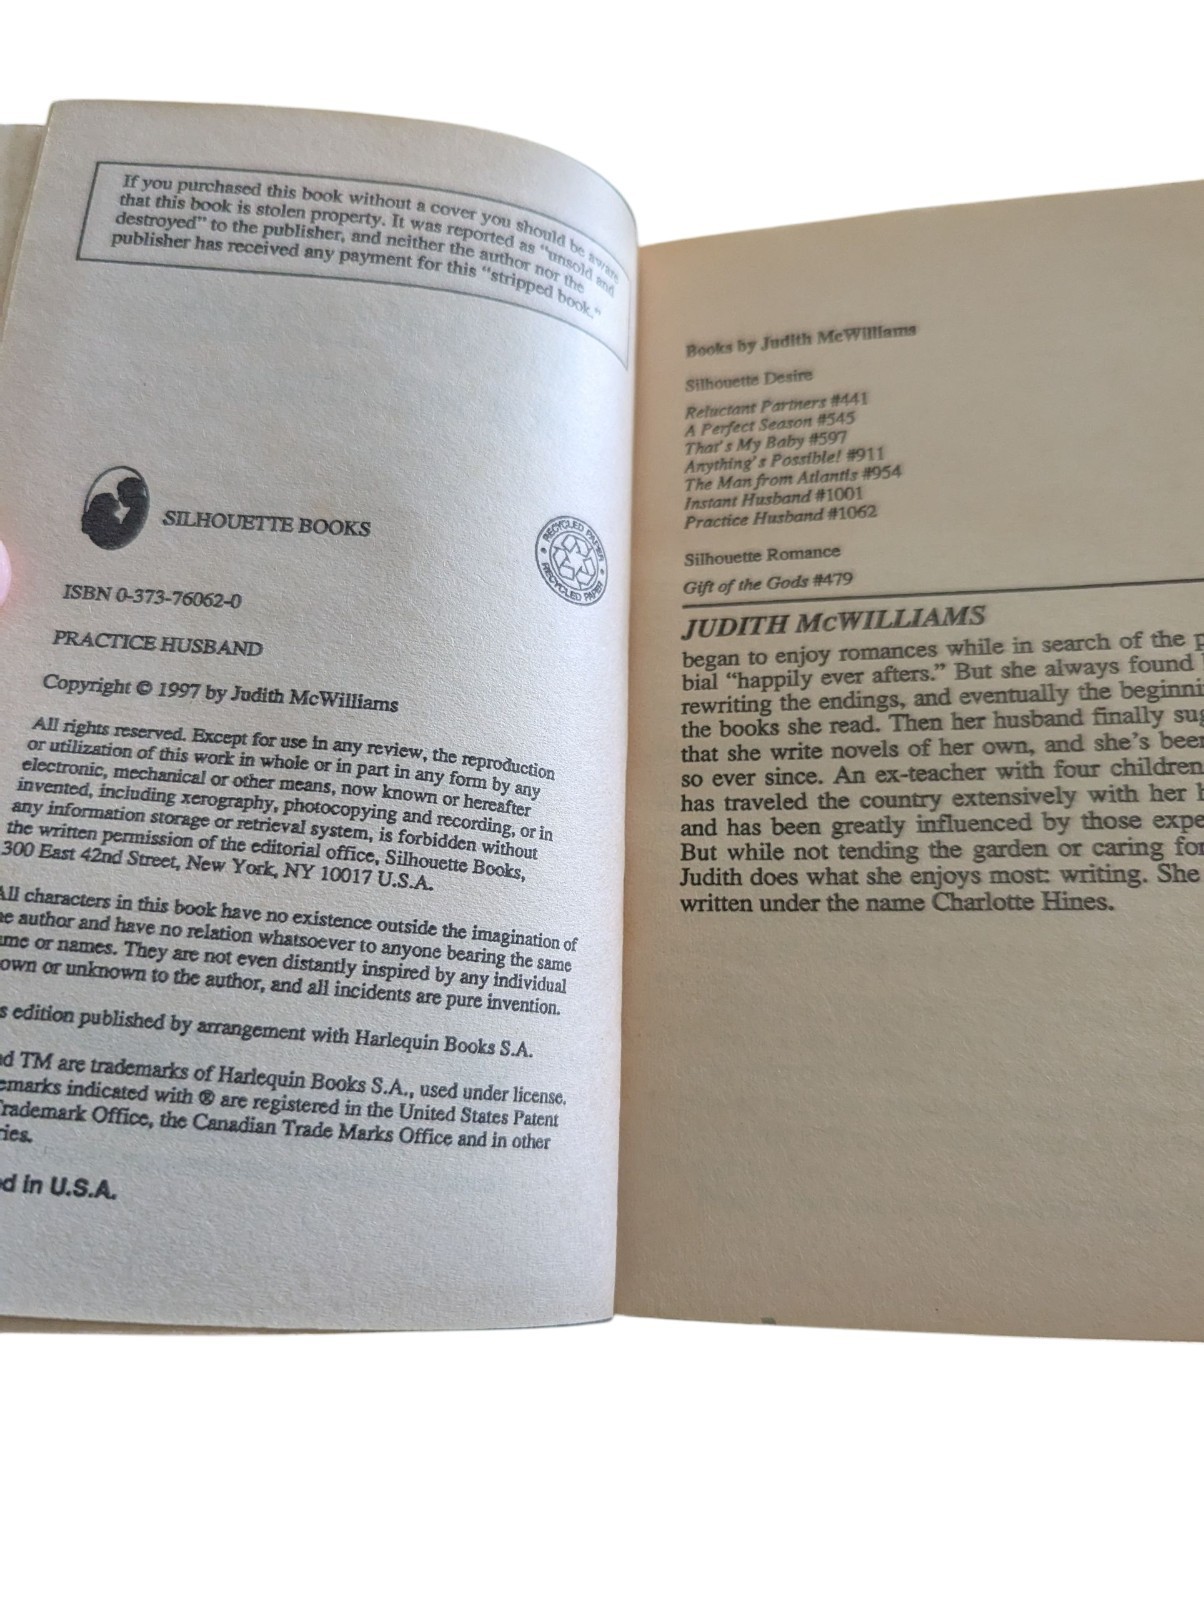 If you purchased this book without a cover you should be aware
that this book is stolen property. It was reported as "unsold and
destroyed" to the publisher, and neither the author nor the
publisher has received any payment for this "stripped book."
SILHOUETTE BOOKS
RECYCLED PAPER
RECYCLED PAPER
ISBN 0-373-76062-0
PRACTICE HUSBAND
Copyright © 1997 by Judith McWilliams
All rights reserved. Except for use in any review, the reproduction
or utilization of this work in whole or in part in any form by any
electronic, mechanical or other means, now known or hereafter
invented, including xerography, photocopying and recording, or in
any information storage or retrieval system, is forbidden without
the written permission of the editorial office, Silhouette Books,
300 East 42nd Street, New York, NY 10017 U.S.A.
All characters in this book have no existence outside the imagination of
author and have no relation whatsoever to anyone bearing the same
or names. They are not even distantly inspired by any individual
or unknown to the author, and all incidents are pure invention.
edition published by arrangement with Harlequin Books S.A.
TM are trademarks of Harlequin Books S.A., used under license.
indicated with ® are registered in the United States Patent
Trademark Office, the Canadian Trade Marks Office and in other
in U.S.A.
Books by Judith McWilliams
Silhouette Desire
Reluctant Partners #441
A Perfect Season #545
That's My Baby #597
Anything's Possible! #911
The Man from Atlantis #954
Instant Husband #1001
Practice Husband #1062
Silhouette Romance
Gift of the Gods #479
JUDITH McWILLIAMS
began to enjoy romances while in search of the
bial "happily ever afters." But she always found
rewriting the endings, and eventually the
the books she read. Then her husband finally
that she write novels of her own, and she's been
so ever since. An ex-teacher with four children,
has traveled the country extensively with her
and has been greatly influenced by those
But while not tending the garden or caring for
Judith does what she enjoys most: writing. She
written under the name Charlotte Hines.